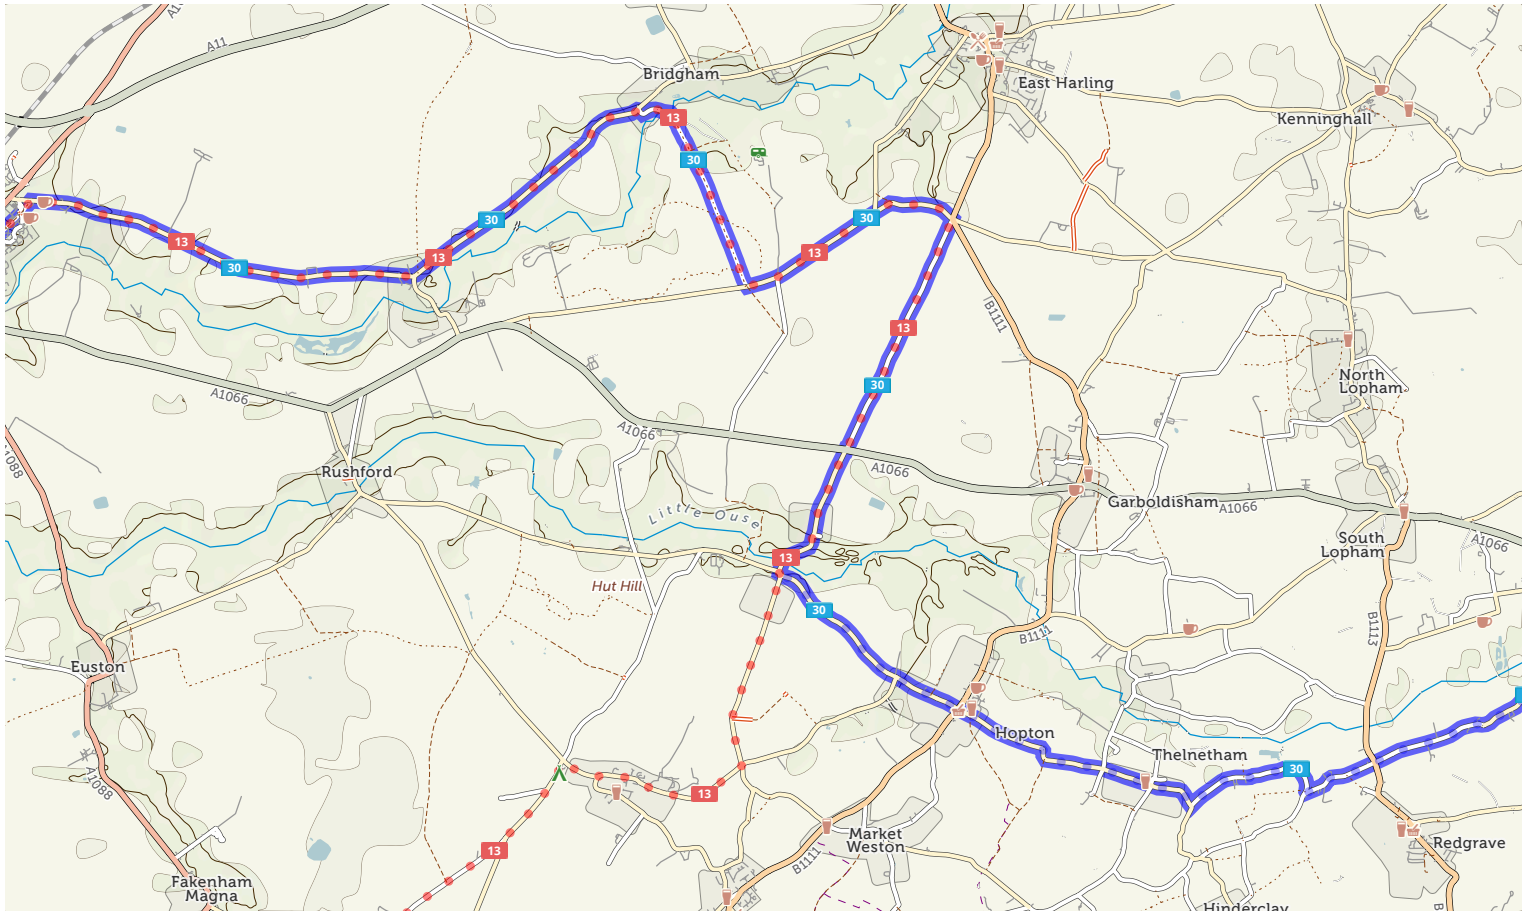 A11
Bridgham
East Harling
Kenninghall
13
30
30
13
30
13
13
30
B1111
13
North
Lopham
30
A1066
A1066
A1066
A1088
Rushford
Garboldisham
A1066
Little Ouse
South
Lopham
A1066
13
Hut Hill
30
B1111
B1113
Euston
Hopton
Thelnetham
30
A1088
13
Market
Weston
Redgrave
13
B1111
Fakenham
Magna
Hinderclay